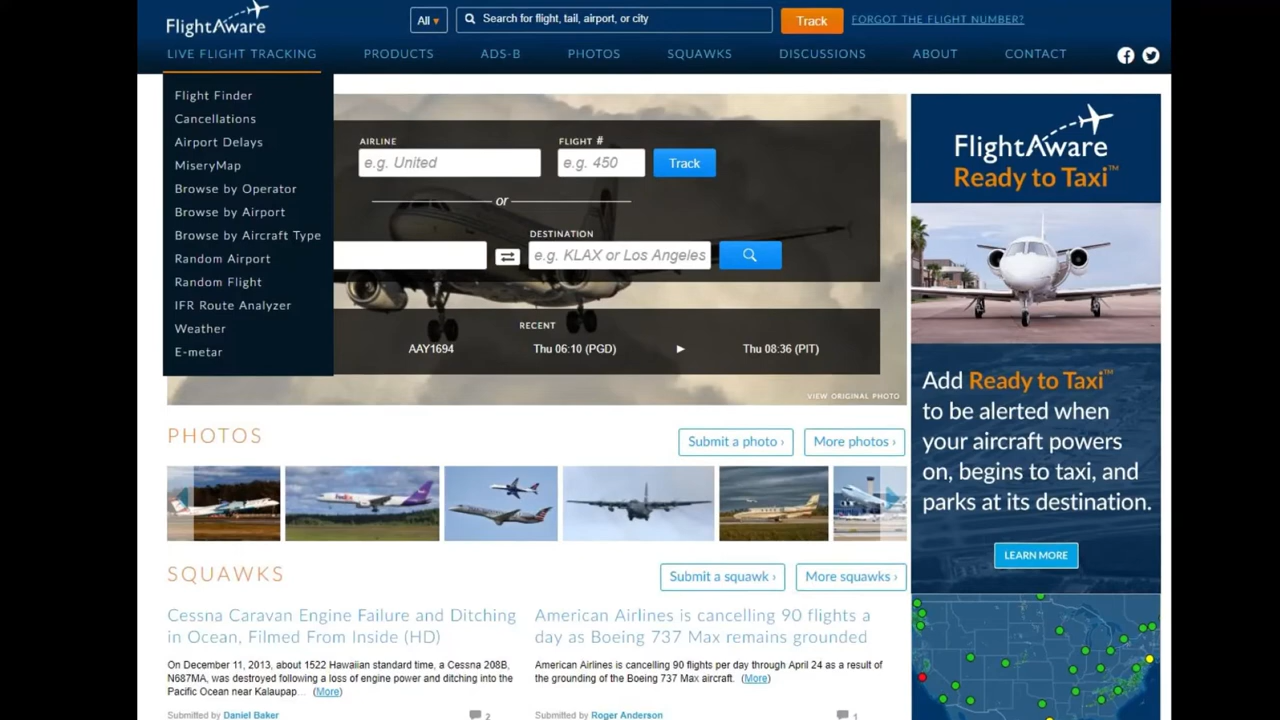 FlightAware
All ▾
Search for flight, tail, airport, or city
Track
FORGOT THE FLIGHT NUMBER?
LIVE FLIGHT TRACKING
PRODUCTS
ADS-B
PHOTOS
SQUAWKS
DISCUSSIONS
ABOUT
CONTACT
Flight Finder
Cancellations
Airport Delays
MiseryMap
Browse by Operator
Browse by Airport
Browse by Aircraft Type
Random Airport
Random Flight
IFR Route Analyzer
Weather
E-metar
AIRLINE
FLIGHT #
e.g. United
e.g. 450
Track
or
DESTINATION
e.g. KLAX or Los Angeles
RECENT
AAY1694
Thu 06:10 (PGD)
Thu 08:36 (PIT)
VIEW ORIGINAL PHOTO
PHOTOS
Submit a photo ›
More photos ›
FedEx
SQUAWKS
Submit a squawk ›
More squawks ›
Cessna Caravan Engine Failure and Ditching
in Ocean, Filmed From Inside (HD)
On December 11, 2013, about 1522 Hawaiian standard time, a Cessna 208B,
N687MA, was destroyed following a loss of engine power and ditching into the
Pacific Ocean near Kalaupap... (More)
Submitted by Daniel Baker
2
American Airlines is cancelling 90 flights a
day as Boeing 737 Max remains grounded
American Airlines is cancelling 90 flights per day through April 24 as a result of
the grounding of the Boeing 737 Max aircraft. (More)
Submitted by Roger Anderson
1
FlightAware
Ready to Taxi™
Add Ready to Taxi™
to be alerted when
your aircraft powers
on, begins to taxi, and
parks at its destination.
LEARN MORE